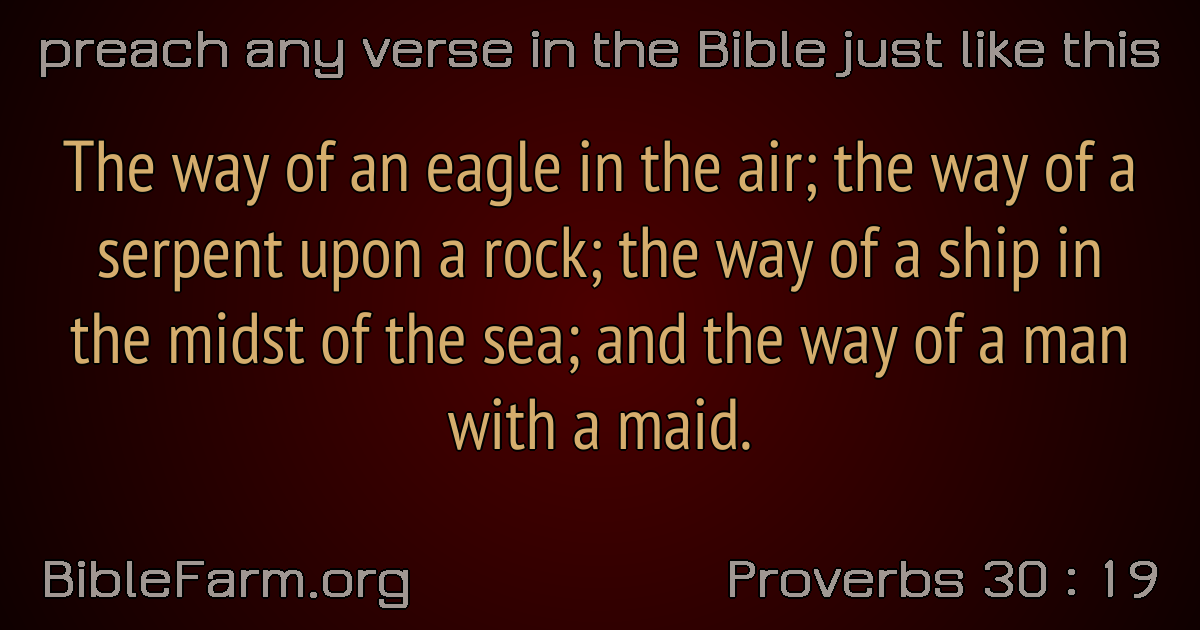 preach any verse in the Bible just like this
The way of an eagle in the air; the way of a
serpent upon a rock; the way of a ship in
the midst of the sea; and the way of a man
with a maid.
BibleFarm.org
Proverbs 30 : 19